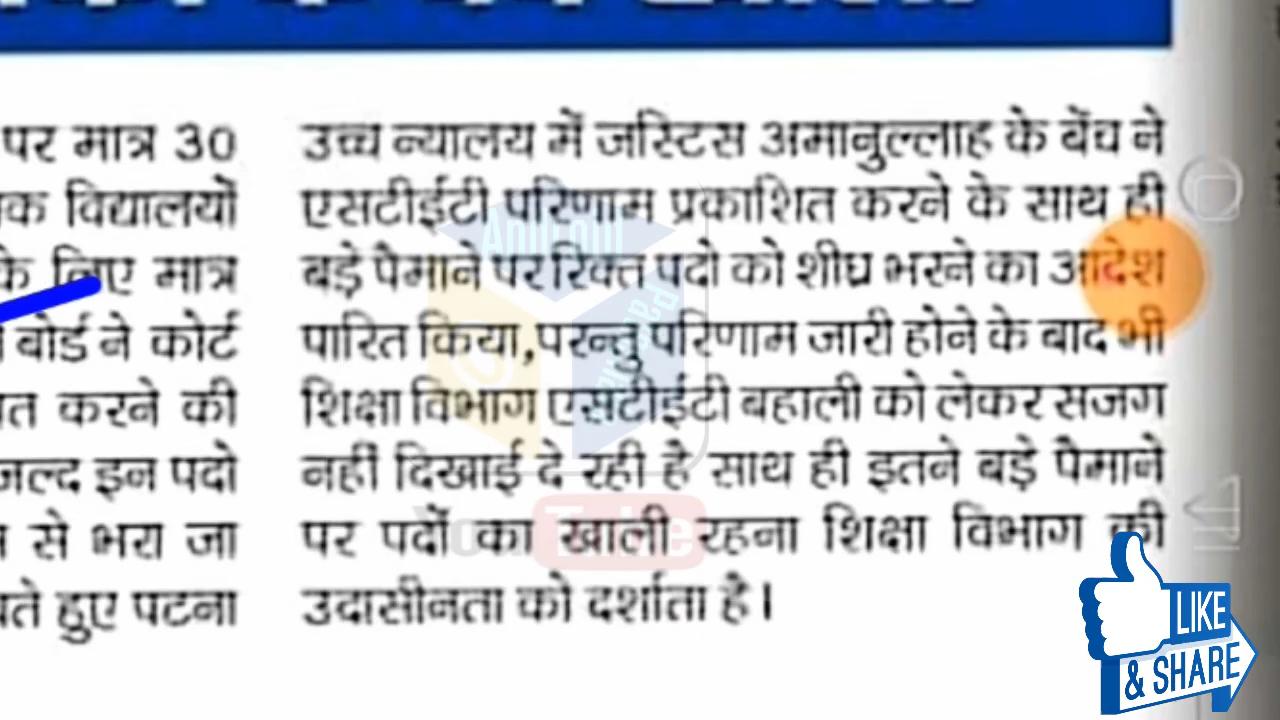 पर मात्र 30
क विद्यालयों
के लिए मात्र
बोर्ड ने कोर्ट
त करने की
जल्द इन पदो
से भरा जा
ते हुए पटना
उच्च न्यालय में जस्टिस अमानुल्लाह के बेंच ने
एसटीईटी परिणाम प्रकाशित करने के साथ ही
बड़े पैमाने पर रिक्त पदो को शीघ्र भरने का आदेश
पारित किया,परन्तु परिणाम जारी होने के बाद भी
शिक्षा विभाग एसटीईटी बहाली को लेकर सजग
नहीं दिखाई दे रही है साथ ही इतने बड़े पैमाने
पर पदों का खाली रहना शिक्षा विभाग की
उदासीनता को दर्शाता है।
YouTube
LIKE
& SHARE